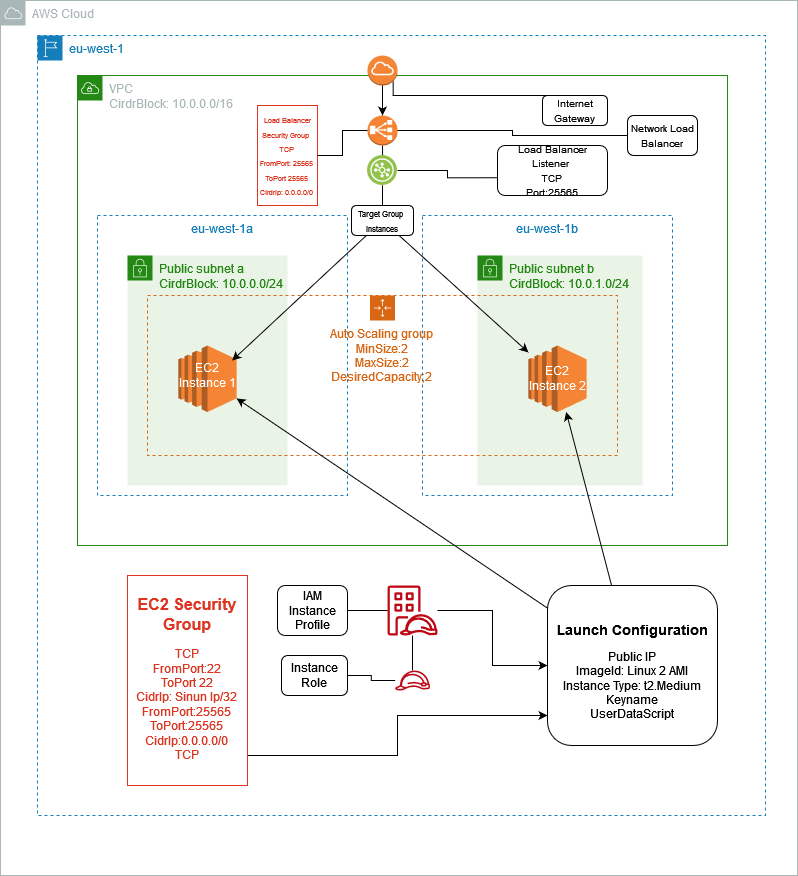 AWS Cloud
eu-west-1
VPC
CirdrBlock: 10.0.0.0/16
Internet
Gateway
Load Balancer
Security Group
TCP
FromPort: 25565
ToPort 25565
CirdrIp: 0.0.0.0/0
Network Load
Balancer
Load Balancer
Listener
TCP
Port:25565
Target Group
Instances
eu-west-1a
eu-west-1b
Public subnet a
CirdrBlock: 10.0.0.0/24
Public subnet b
CirdBlock: 10.0.1.0/24
Auto Scaling group
MinSize:2
MaxSize:2
DesiredCapacity:2
EC2
Instance 1
EC2
Instance 2
EC2 Security
Group
TCP
FromPort:22
ToPort 22
CidrIp: Sinun Ip/32
FromPort:25565
ToPort:25565
CidrIp:0.0.0.0/0
TCP
IAM
Instance
Profile
Instance
Role
Launch Configuration
Public IP
ImageId: Linux 2 AMI
Instance Type: t2.Medium
Keyname
UserDataScript